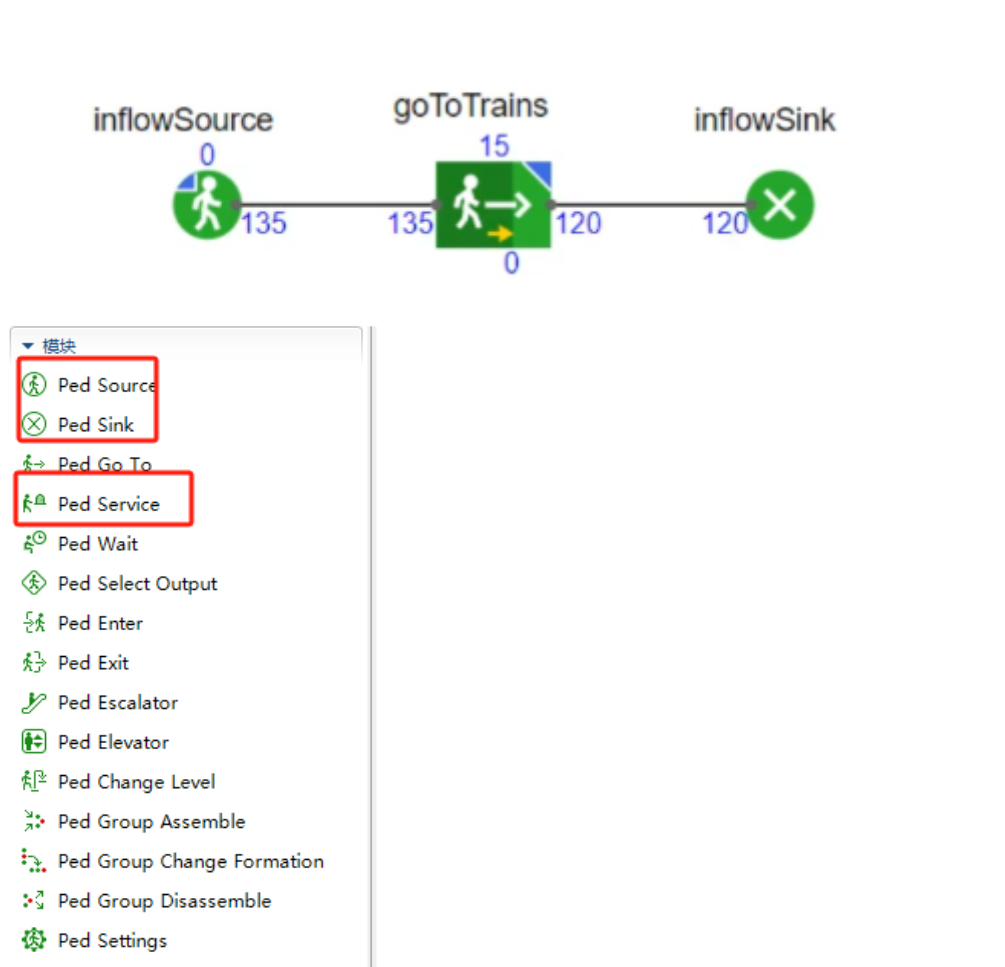 inflowSource
goToTrains
inflowSink
0
15
135
135
120
120
0
模块
Ped Source
Ped Sink
Ped Go To
Ped Service
Ped Wait
Ped Select Output
Ped Enter
Ped Exit
Ped Escalator
Ped Elevator
Ped Change Level
Ped Group Assemble
Ped Group Change Formation
Ped Group Disassemble
Ped Settings